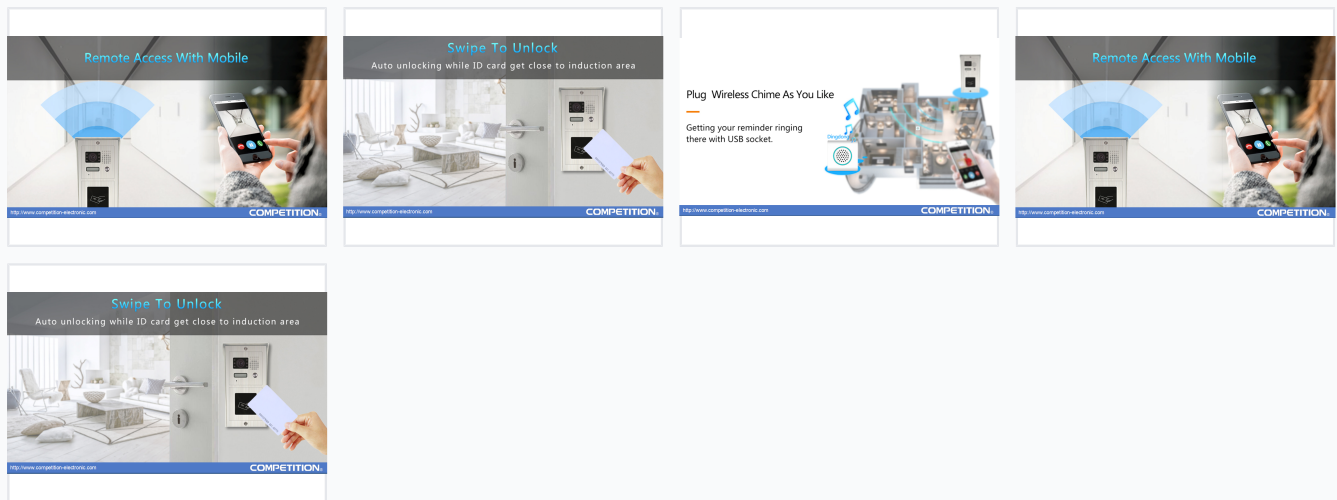 Remote Access With Mobile
http://www.competition-electronic.com
COMPETITION®
Swipe To Unlock
Auto unlocking while ID card get close to induction area
http://www.competition-electronic.com
COMPETITION®
Plug Wireless Chime As You Like
Getting your reminder ringing
there with USB socket.
Dingdong
http://www.competition-electronic.com
COMPETITION®
Remote Access With Mobile
http://www.competition-electronic.com
COMPETITION®
Swipe To Unlock
Auto unlocking while ID card get close to induction area
http://www.competition-electronic.com
COMPETITION®